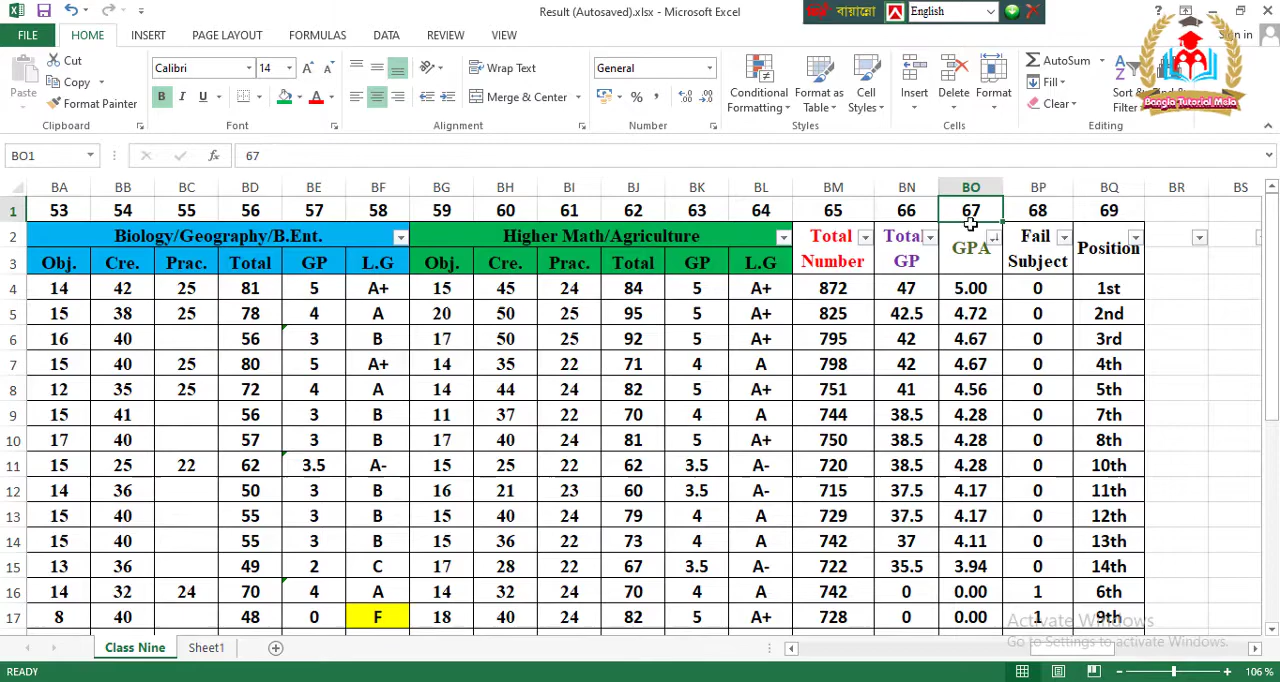 Result (Autosaved).xlsx - Microsoft Excel
বায়ান্নো English
FILE HOME INSERT PAGE LAYOUT FORMULAS DATA REVIEW VIEW Sign in
Paste Cut Copy Format Painter
Calibri 14 B I U A
Wrap Text Merge & Center
General
Conditional Formatting Format as Table Cell Styles
Insert Delete Format
AutoSum Fill Clear Sort & Filter
Bangla Tutorial Mela
Clipboard Font Alignment Number Styles Cells Editing
BO1 fx 67
BA BB BC BD BE BF BG BH BI BJ BK BL BM BN BO BP BQ BR BS
1 53 54 55 56 57 58 59 60 61 62 63 64 65 66 67 68 69
2 Biology/Geography/B.Ent. Higher Math/Agriculture Total Number Total GP GPA Fail Subject Position
3 Obj. Cre. Prac. Total GP L.G Obj. Cre. Prac. Total GP L.G
4 14 42 25 81 5 A+ 15 45 24 84 5 A+ 872 47 5.00 0 1st
5 15 38 25 78 4 A 20 50 25 95 5 A+ 825 42.5 4.72 0 2nd
6 16 40 56 3 B 17 50 25 92 5 A+ 795 42 4.67 0 3rd
7 15 40 25 80 5 A+ 14 35 22 71 4 A 798 42 4.67 0 4th
8 12 35 25 72 4 A 14 44 24 82 5 A+ 751 41 4.56 0 5th
9 15 41 56 3 B 11 37 22 70 4 A 744 38.5 4.28 0 7th
10 17 40 57 3 B 17 40 24 81 5 A+ 750 38.5 4.28 0 8th
11 15 25 22 62 3.5 A- 15 25 22 62 3.5 A- 720 38.5 4.28 0 10th
12 14 36 50 3 B 16 21 23 60 3.5 A- 715 37.5 4.17 0 11th
13 15 40 55 3 B 15 40 24 79 4 A 729 37.5 4.17 0 12th
14 15 40 55 3 B 15 36 22 73 4 A 742 37 4.11 0 13th
15 13 36 49 2 C 17 28 22 67 3.5 A- 722 35.5 3.94 0 14th
16 14 32 24 70 4 A 14 32 24 70 4 A 742 0 0.00 1 6th
17 8 40 48 0 F 18 40 24 82 5 A+ 728 0 0.00 1 9th
Activate Windows
Go to Settings to activate Windows.
Class Nine Sheet1
READY 106 %